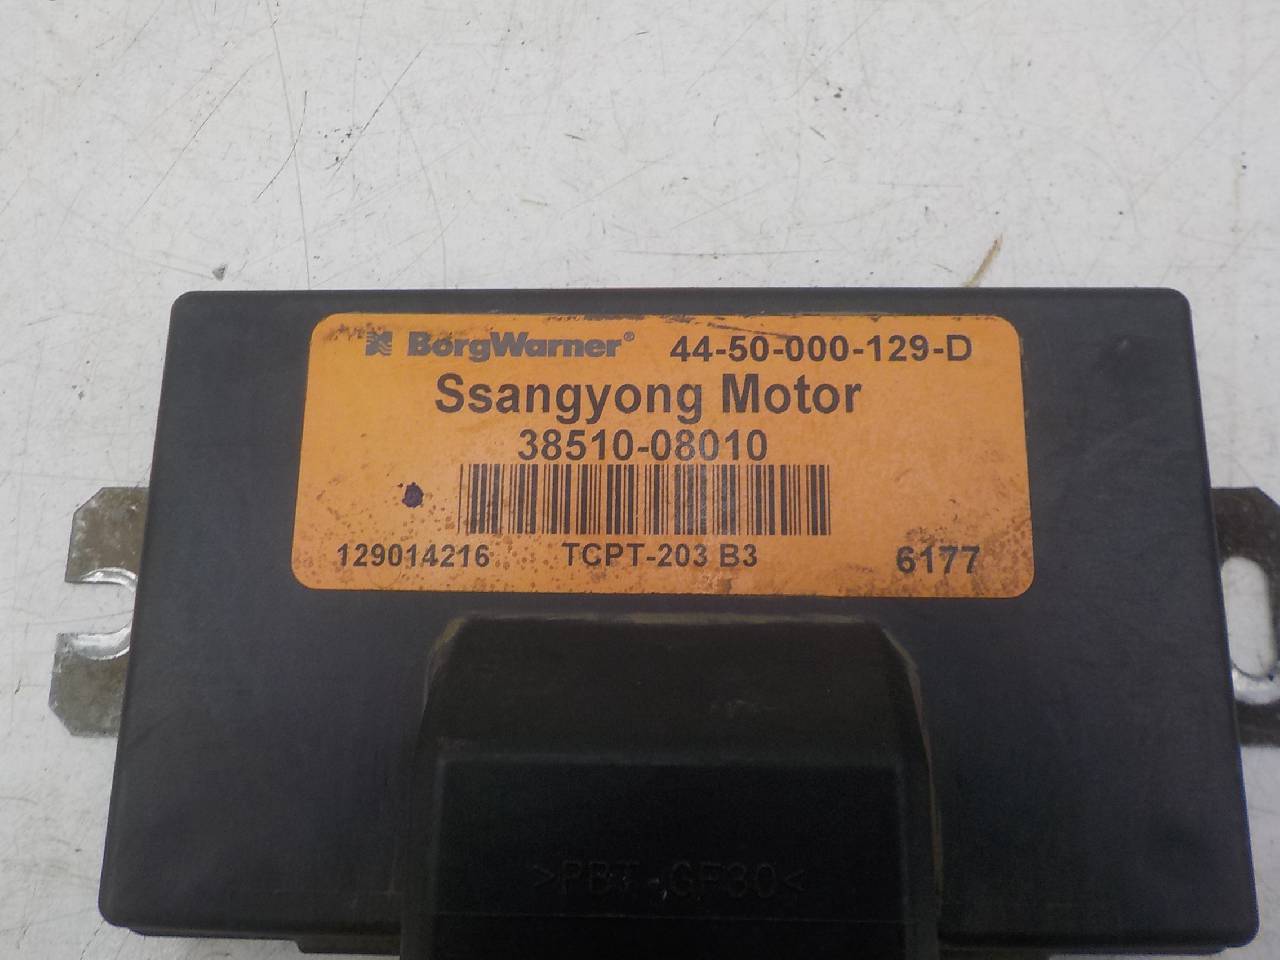 BorgWarner® 44-50-000-129-D
Ssangyong Motor
38510-08010
129014216 TCPT-203 B3 6177
>PBT-GF30<